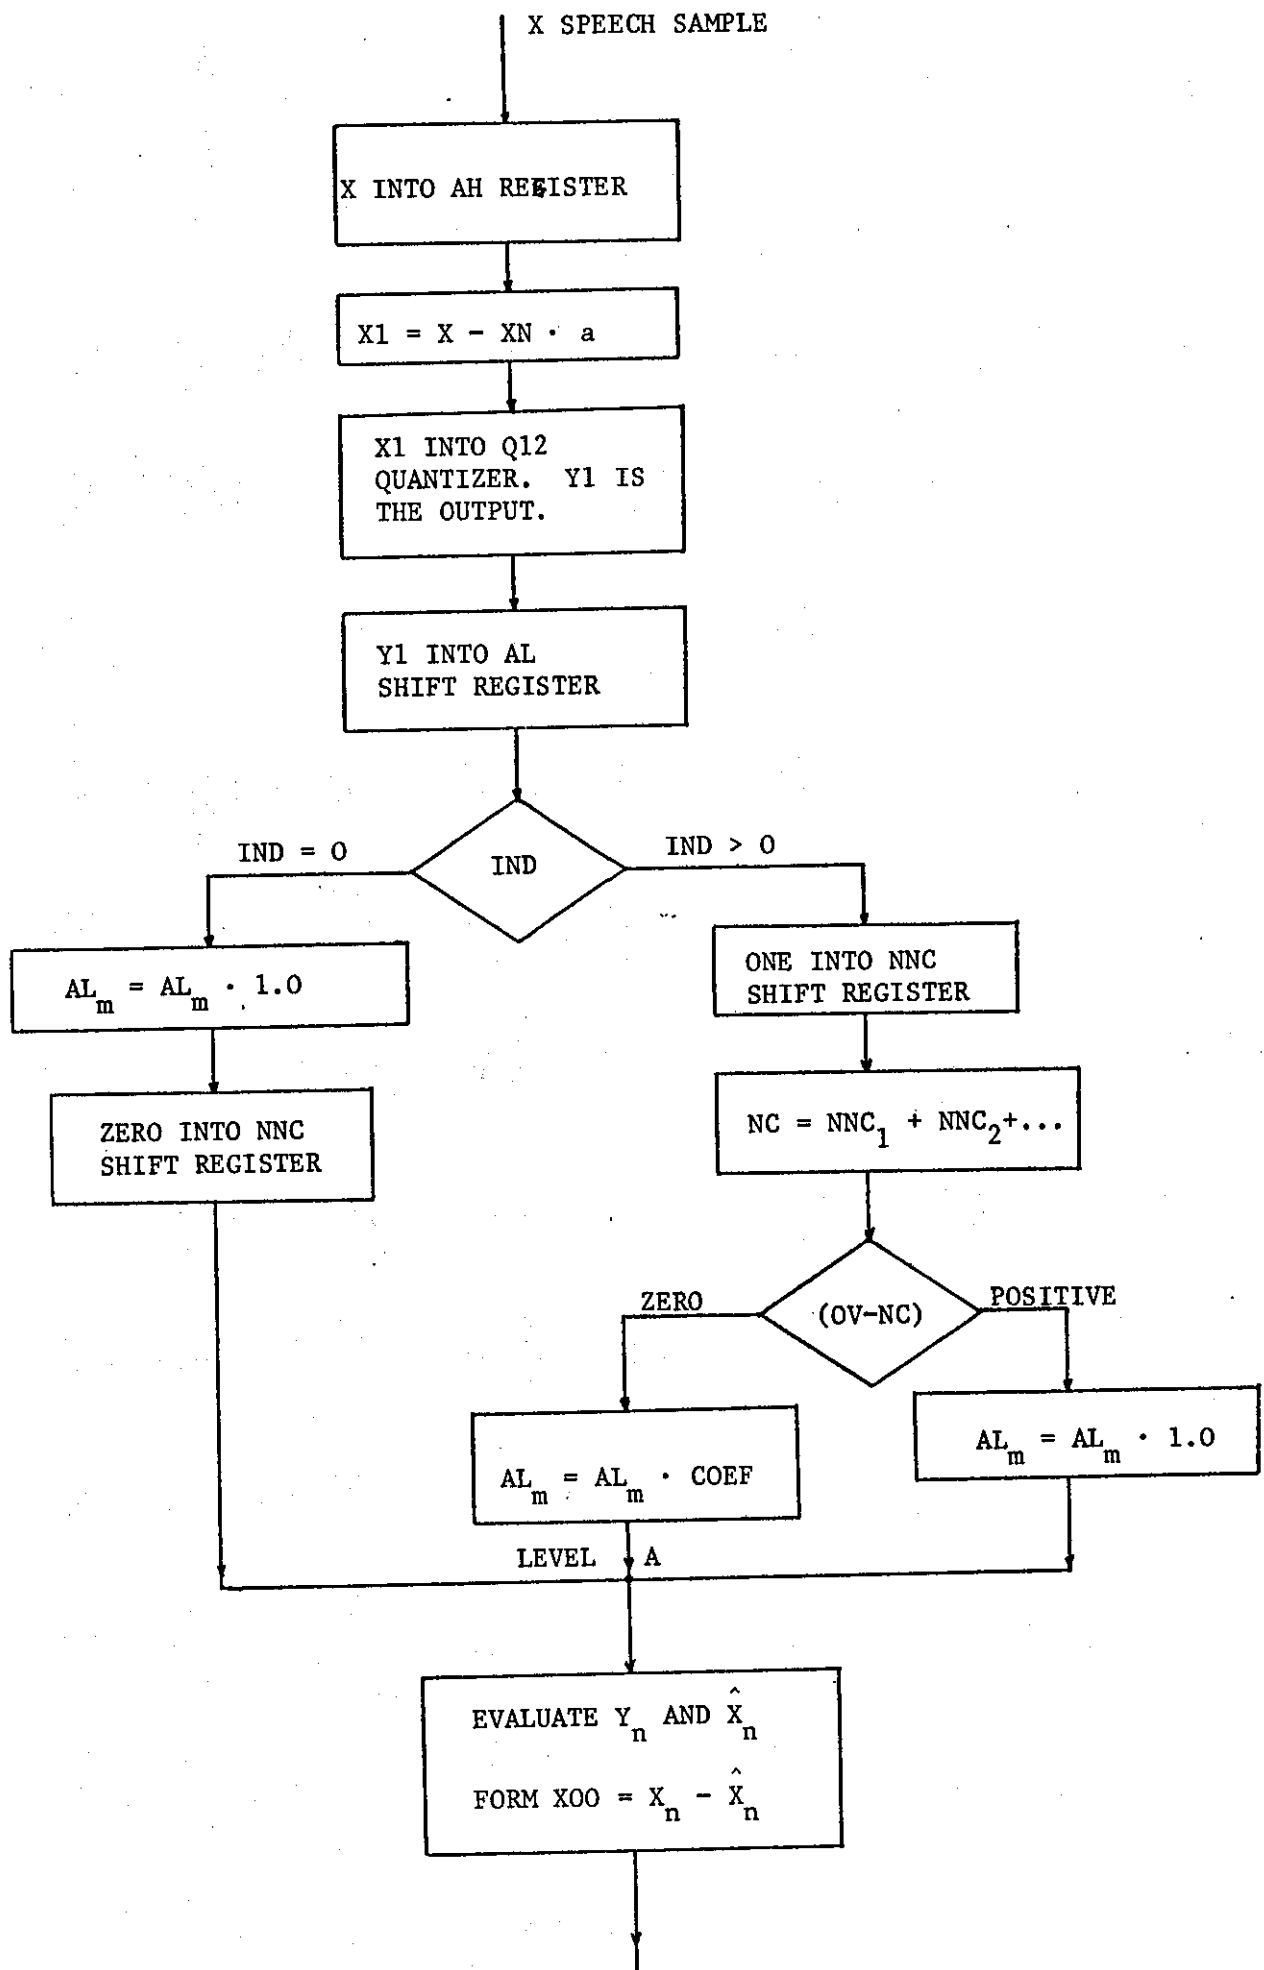 X SPEECH SAMPLE
X INTO AH REGISTER
X1 = X - XN · a
X1 INTO Q12
QUANTIZER. Y1 IS
THE OUTPUT.
Y1 INTO AL
SHIFT REGISTER
IND = 0
IND
IND > 0
AL_m = AL_m · 1.0
ZERO INTO NNC
SHIFT REGISTER
ONE INTO NNC
SHIFT REGISTER
NC = NNC_1 + NNC_2+...
ZERO
(OV-NC)
POSITIVE
AL_m = AL_m · COEF
AL_m = AL_m · 1.0
LEVEL A
EVALUATE Y_n AND X̂_n
FORM XOO = X_n - X̂_n